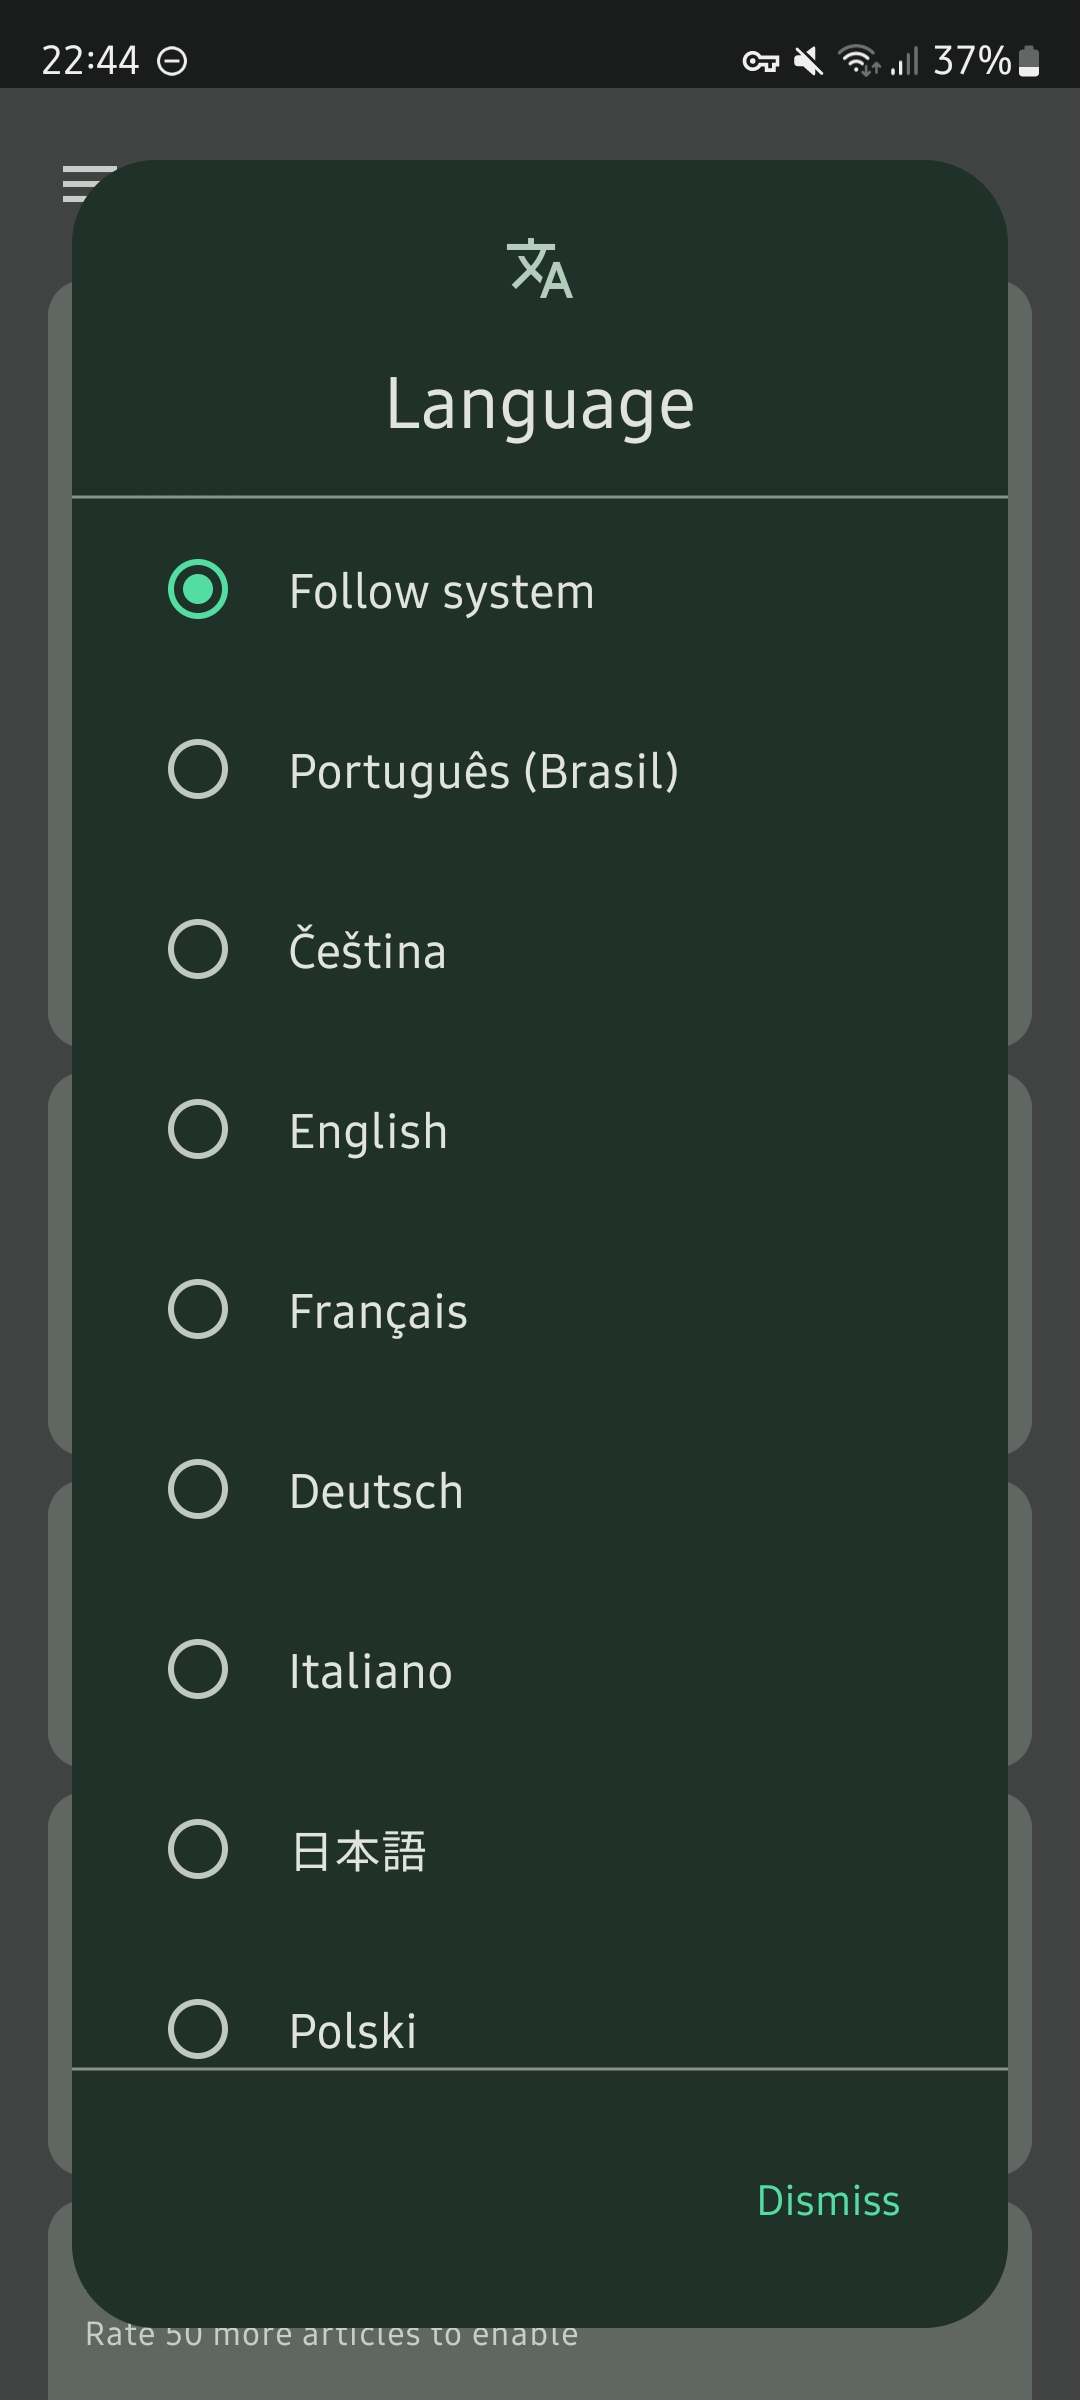 22:44
37%
Language
Follow system
Português (Brasil)
Čeština
English
Français
Deutsch
Italiano
日本語
Polski
Dismiss
Rate 50 more articles to enable